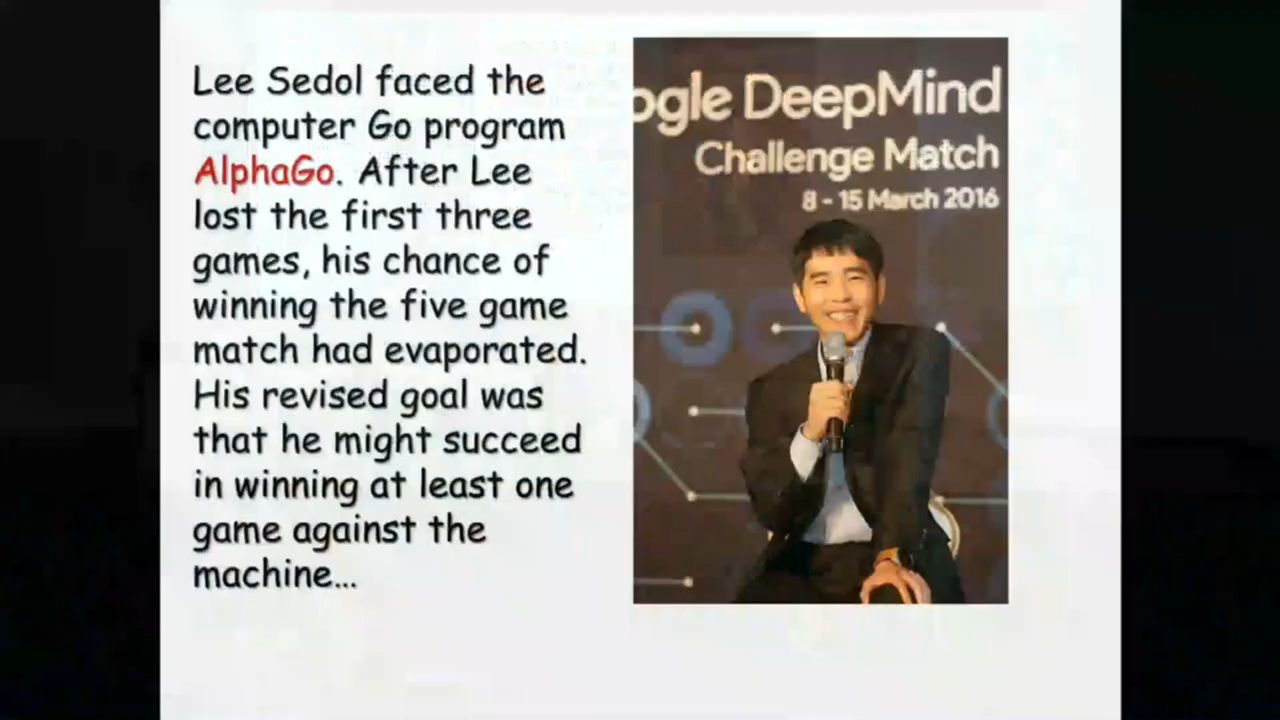 Lee Sedol faced the
computer Go program
AlphaGo. After Lee
lost the first three
games, his chance of
winning the five game
match had evaporated.
His revised goal was
that he might succeed
in winning at least one
game against the
machine...
ogle DeepMind
Challenge Match
8 - 15 March 2016